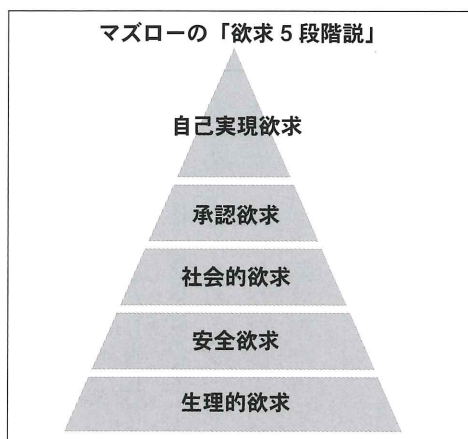 マズローの「欲求5段階説」
自己実現欲求
承認欲求
社会的欲求
安全欲求
生理的欲求